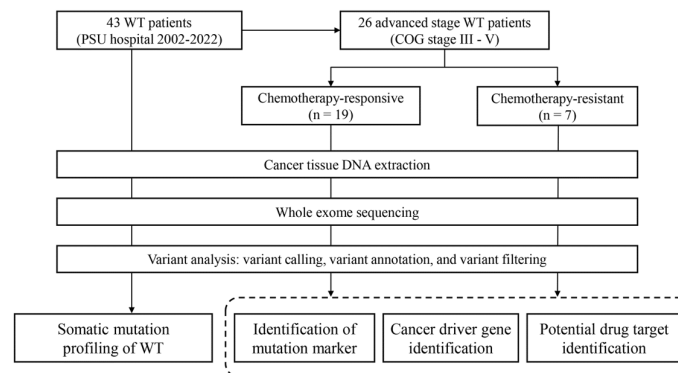 43 WT patients
(PSU hospital 2002-2022)
26 advanced stage WT patients
(COG stage III - V)
Chemotherapy-responsive
(n = 19)
Chemotherapy-resistant
(n = 7)
Cancer tissue DNA extraction
Whole exome sequencing
Variant analysis: variant calling, variant annotation, and variant filtering
Somatic mutation
profiling of WT
Identification of
mutation marker
Cancer driver gene
identification
Potential drug target
identification